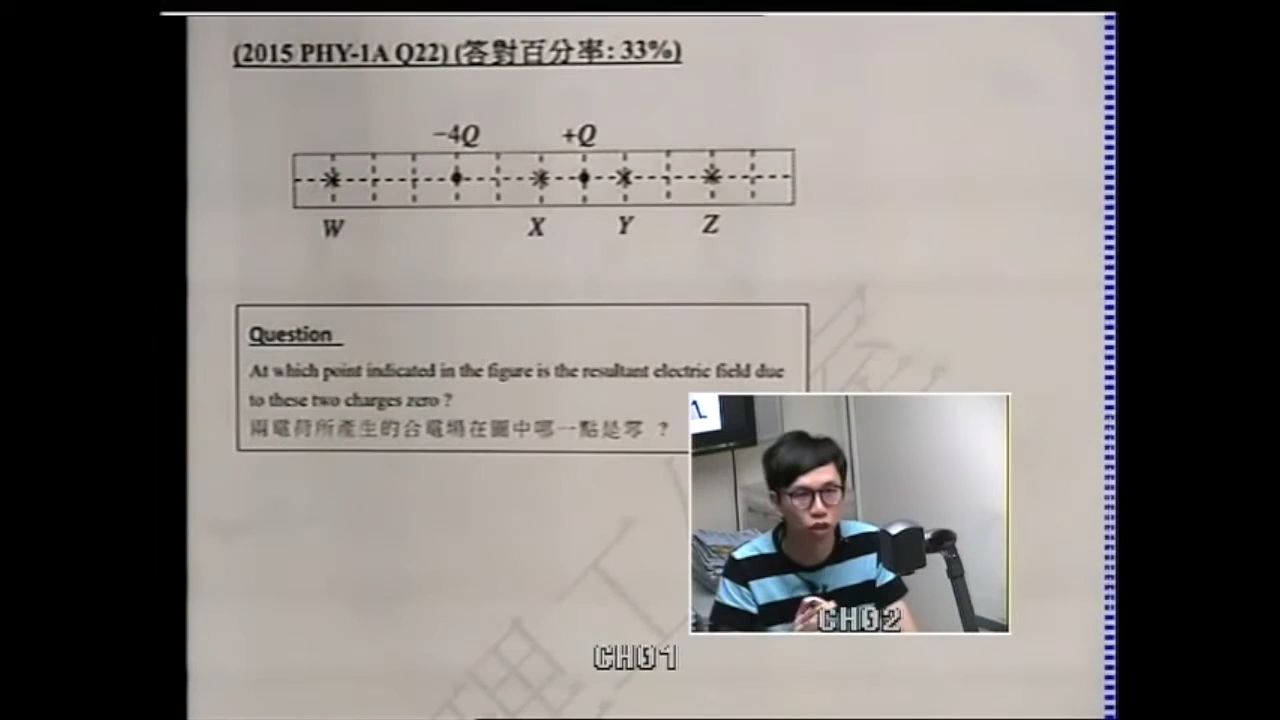 (2015 PHY-1A Q22) (答對百分率: 33%)
−4Q +Q
W X Y Z
Question
At which point indicated in the figure is the resultant electric field due
to these two charges zero ?
兩電荷所產生的合電場在圖中哪一點是零 ?
CH02
CH01